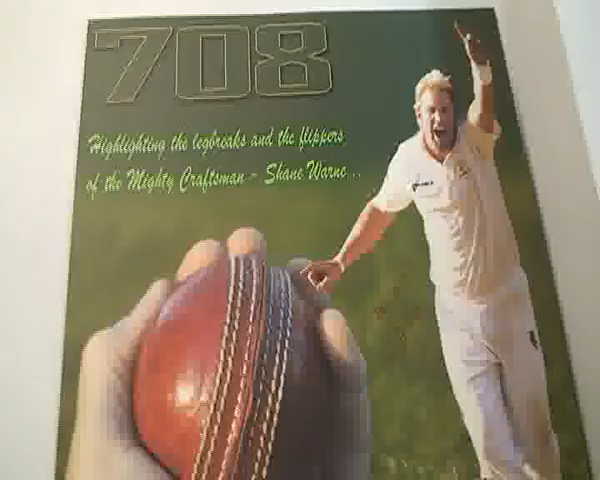 708
Highlighting the legbreaks and the flippers
of the Mighty Craftsman - Shane Warne ..